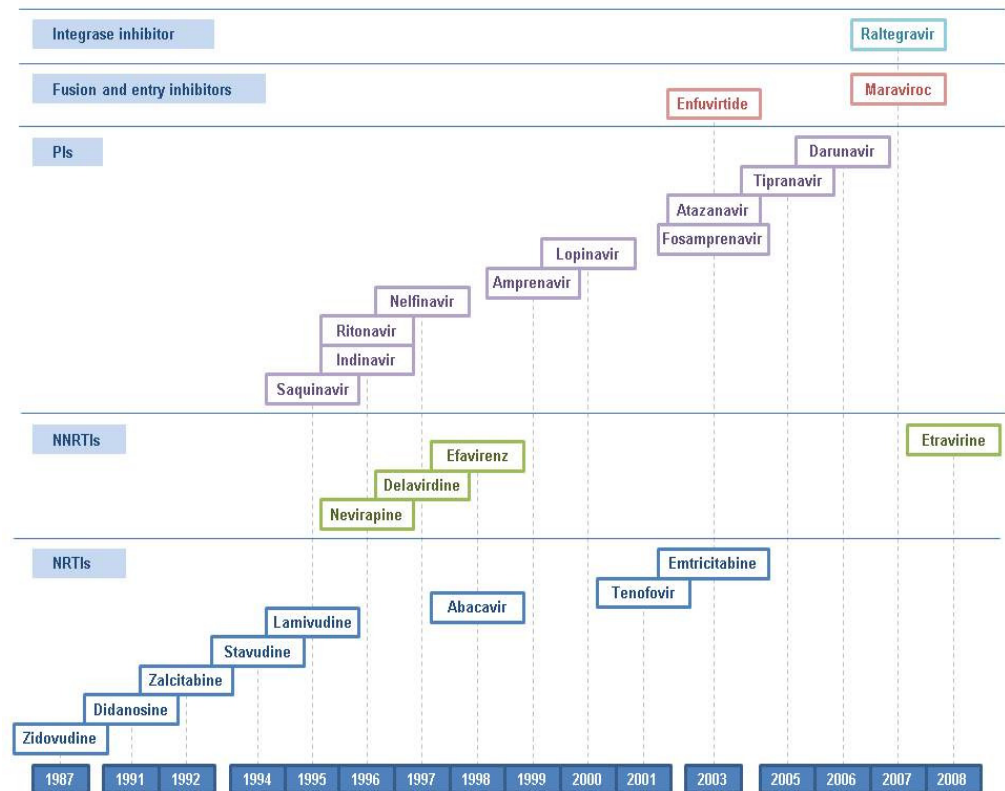 Integrase inhibitor
Raltegravir
Fusion and entry inhibitors
Maraviroc
Enfuvirtide
PIs
Darunavir
Tipranavir
Atazanavir
Fosamprenavir
Lopinavir
Amprenavir
Nelfinavir
Ritonavir
Indinavir
Saquinavir
NNRTIs
Etravirine
Efavirenz
Delavirdine
Nevirapine
NRTIs
Emtricitabine
Tenofovir
Abacavir
Lamivudine
Stavudine
Zalcitabine
Didanosine
Zidovudine
1987 1991 1992 1994 1995 1996 1997 1998 1999 2000 2001 2003 2005 2006 2007 2008